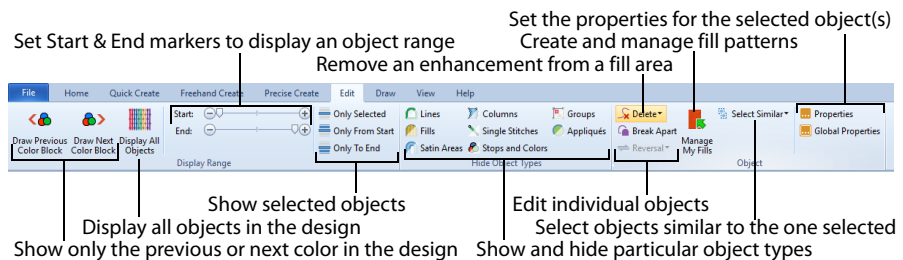 Set the properties for the selected object(s)
Set Start & End markers to display an object range
Create and manage fill patterns
Remove an enhancement from a fill area
File Home Quick Create Freehand Create Precise Create Edit Draw View Help
Start: Only Selected Lines Columns Groups Delete Select Similar Properties
End: Only From Start Fills Single Stitches Appliqués Break Apart Global Properties
Draw Previous Color Block
Draw Next Color Block
Display All Objects
Only To End Satin Areas Stops and Colors Reversal
Manage My Fills
Display Range Hide Object Types Object
Show selected objects
Edit individual objects
Display all objects in the design
Select objects similar to the one selected
Show only the previous or next color in the design
Show and hide particular object types